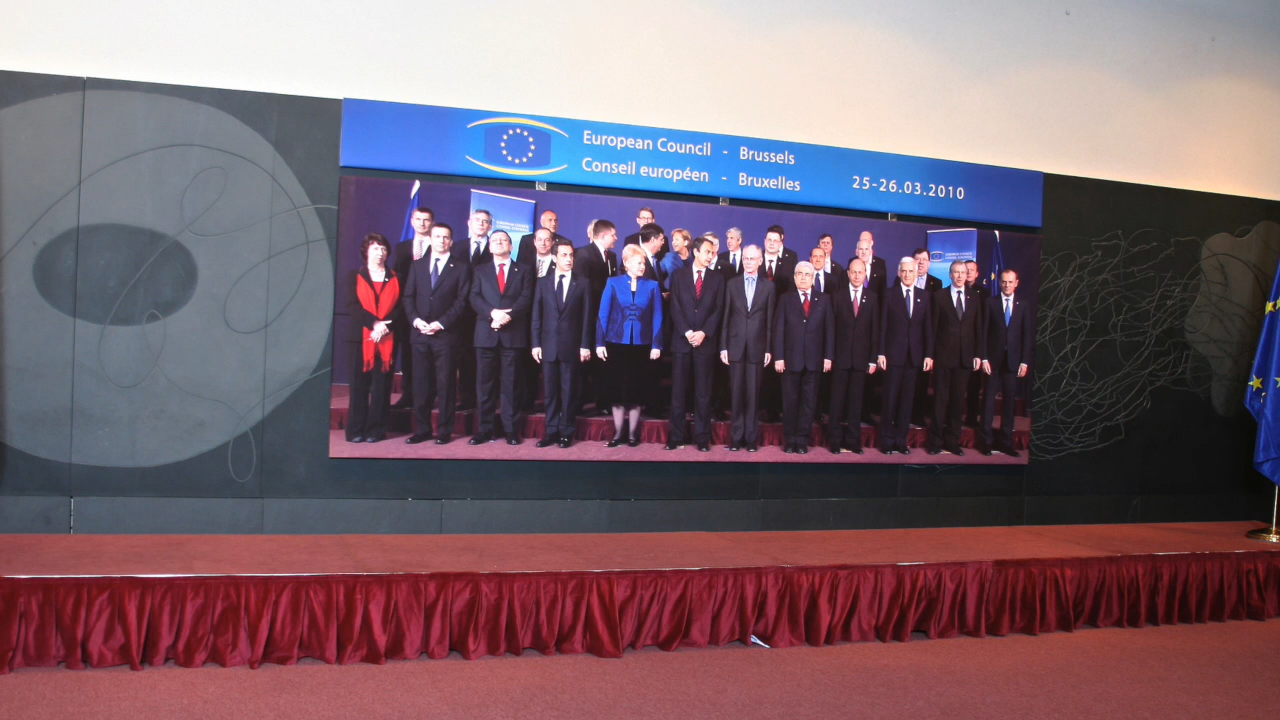 European Council - Brussels
Conseil européen - Bruxelles
25-26.03.2010